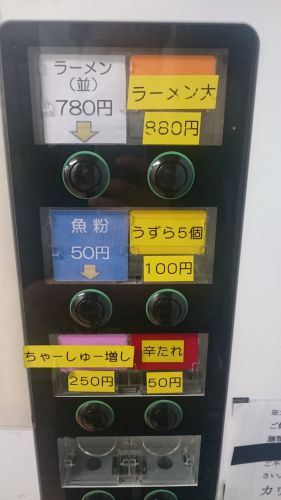 ラーメン
(並)
780円
ラーメン大
880円
魚粉
50円
うずら5個
100円
ちゃーしゅー増し
250円
辛たれ
50円